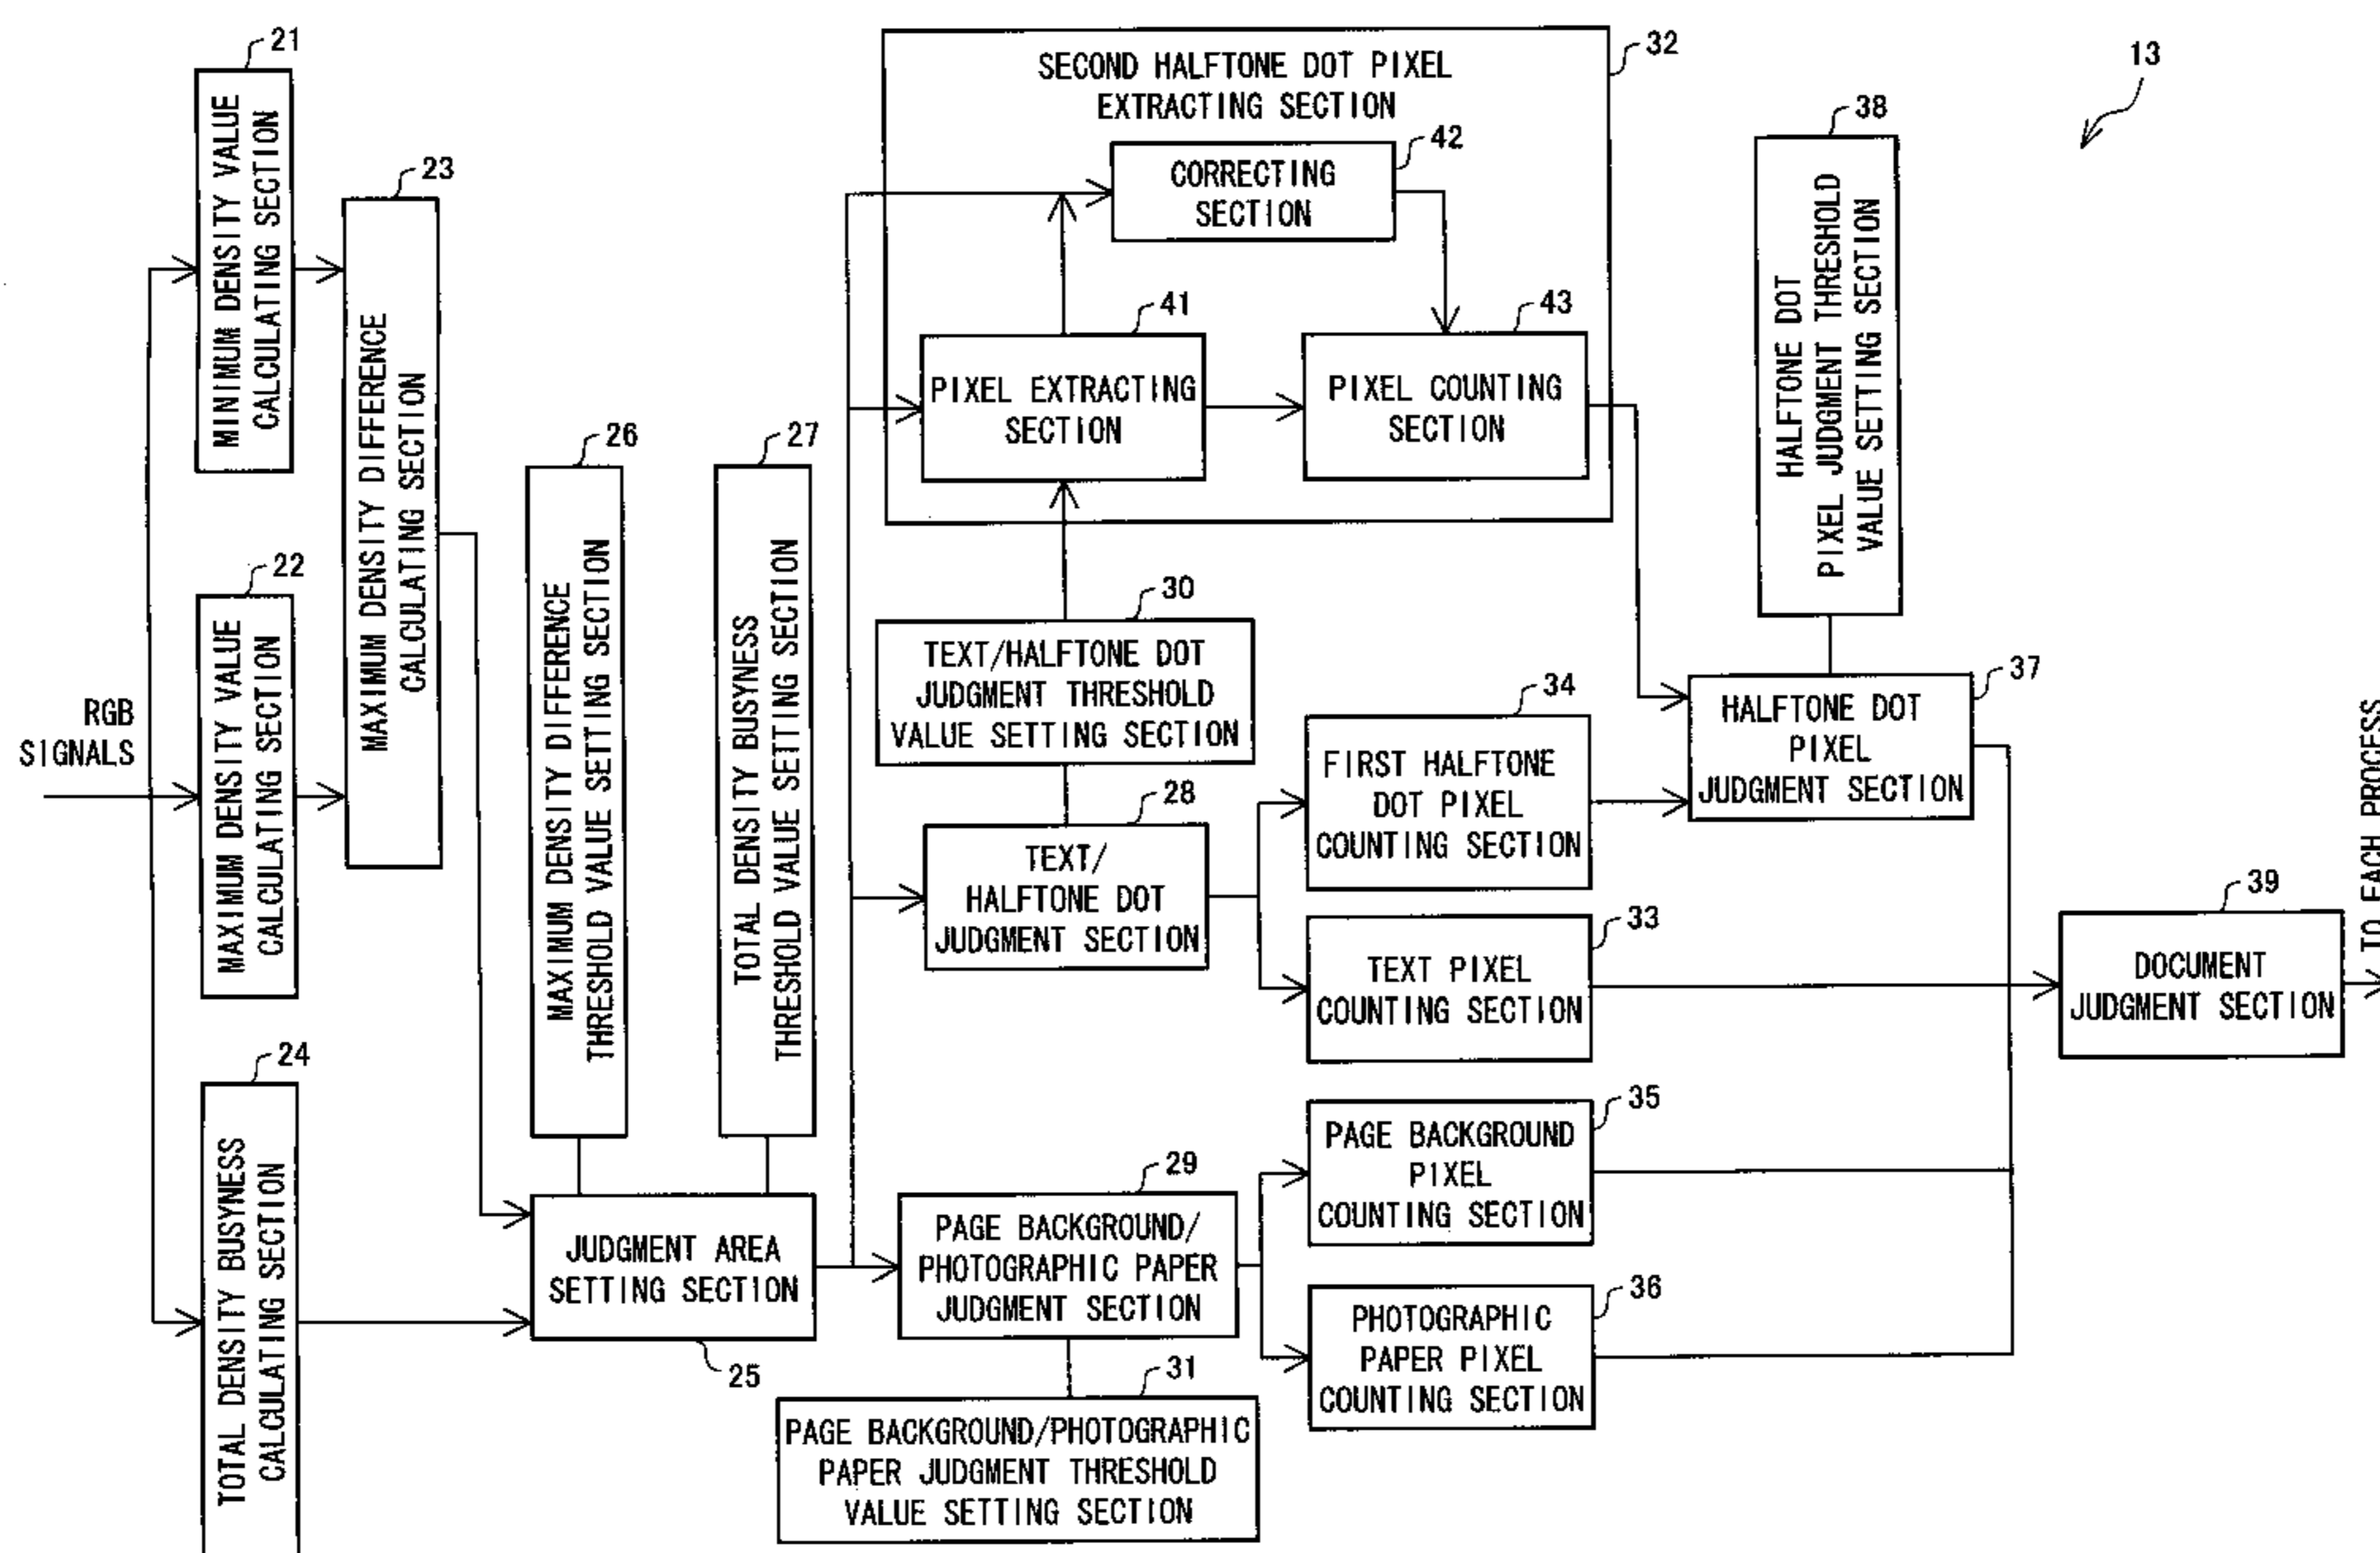 13
RGB
SIGNALS
21
MINIMUM DENSITY VALUE
CALCULATING SECTION
22
MAXIMUM DENSITY VALUE
CALCULATING SECTION
23
MAXIMUM DENSITY DIFFERENCE
CALCULATING SECTION
24
TOTAL DENSITY BUSYNESS
CALCULATING SECTION
26
MAXIMUM DENSITY DIFFERENCE
THRESHOLD VALUE SETTING SECTION
27
TOTAL DENSITY BUSYNESS
THRESHOLD VALUE SETTING SECTION
JUDGMENT AREA
SETTING SECTION
25
32
SECOND HALFTONE DOT PIXEL
EXTRACTING SECTION
42
CORRECTING
SECTION
41
PIXEL EXTRACTING
SECTION
43
PIXEL COUNTING
SECTION
30
TEXT/HALFTONE DOT
JUDGMENT THRESHOLD
VALUE SETTING SECTION
28
TEXT/
HALFTONE DOT
JUDGMENT SECTION
29
PAGE BACKGROUND/
PHOTOGRAPHIC PAPER
JUDGMENT SECTION
31
PAGE BACKGROUND/PHOTOGRAPHIC
PAPER JUDGMENT THRESHOLD
VALUE SETTING SECTION
34
FIRST HALFTONE
DOT PIXEL
COUNTING SECTION
33
TEXT PIXEL
COUNTING SECTION
35
PAGE BACKGROUND
PIXEL
COUNTING SECTION
36
PHOTOGRAPHIC
PAPER PIXEL
COUNTING SECTION
38
HALFTONE DOT
PIXEL JUDGMENT THRESHOLD
VALUE SETTING SECTION
37
HALFTONE DOT
PIXEL
JUDGMENT SECTION
39
DOCUMENT
JUDGMENT SECTION
TO EACH PROCESS